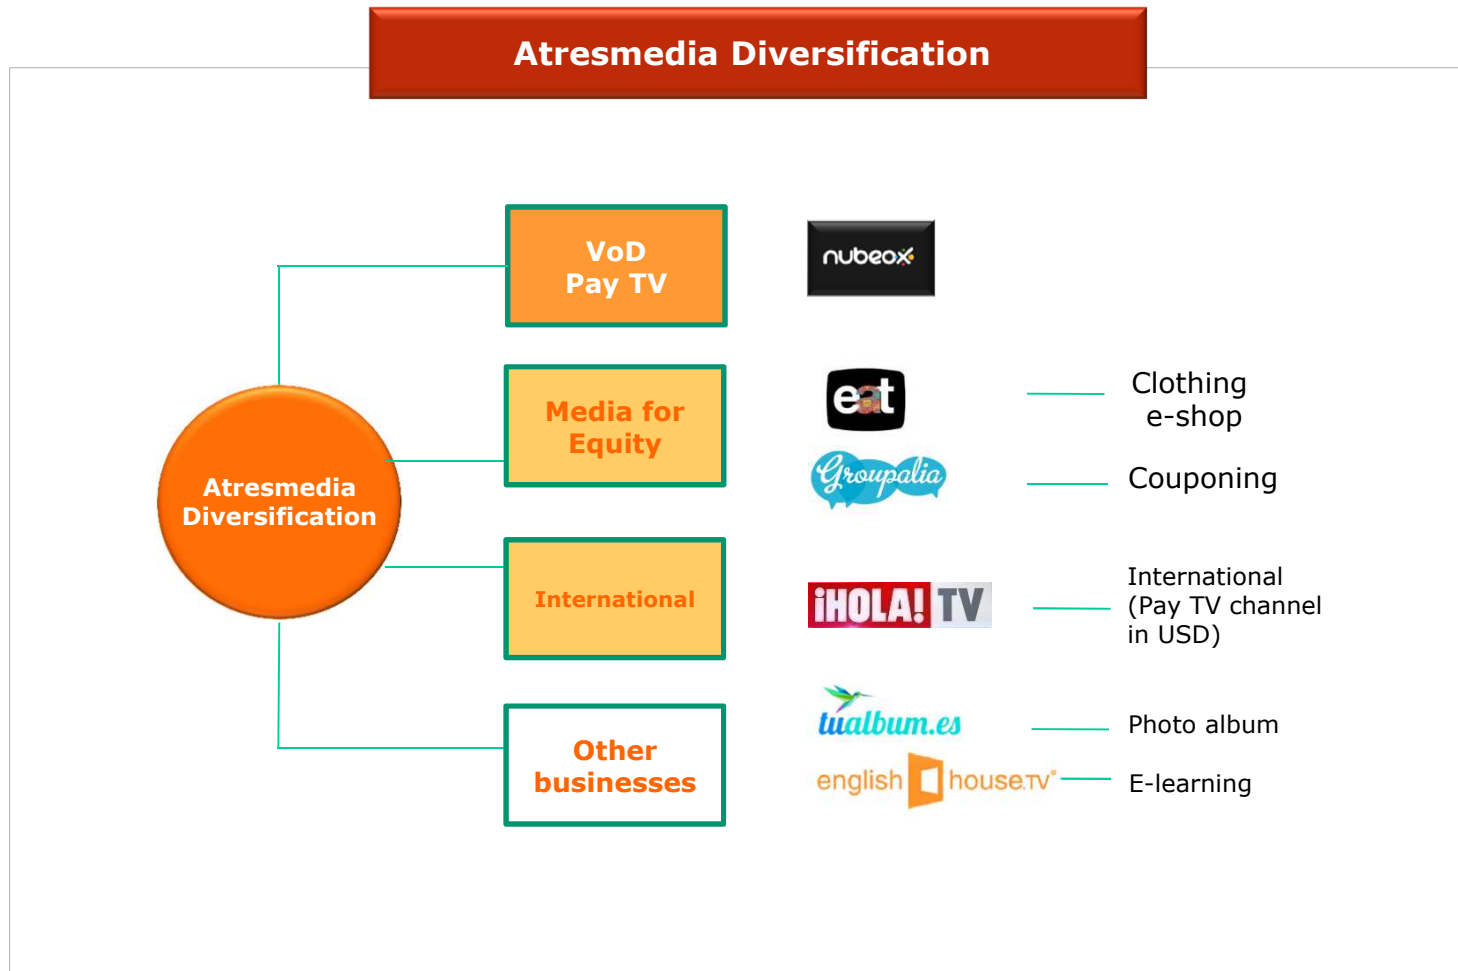 Atresmedia Diversification
VoD
Pay TV
nubeox
Media for
Equity
eat
Clothing
e-shop
Groupalia
Couponing
Atresmedia
Diversification
International
¡HOLA! TV
International
(Pay TV channel
in USD)
Other
businesses
tualbum.es
Photo album
english house.TV
E-learning